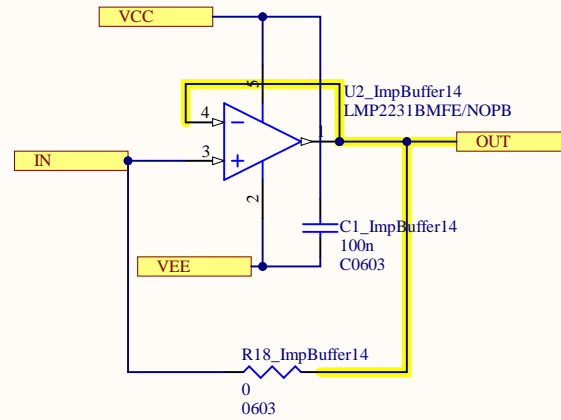 VCC
5
U2_ImpBuffer14
LMP2231BMFE/NOPB
4
1
OUT
3
IN
2
C1_ImpBuffer14
100n
C0603
VEE
R18_ImpBuffer14
0
0603